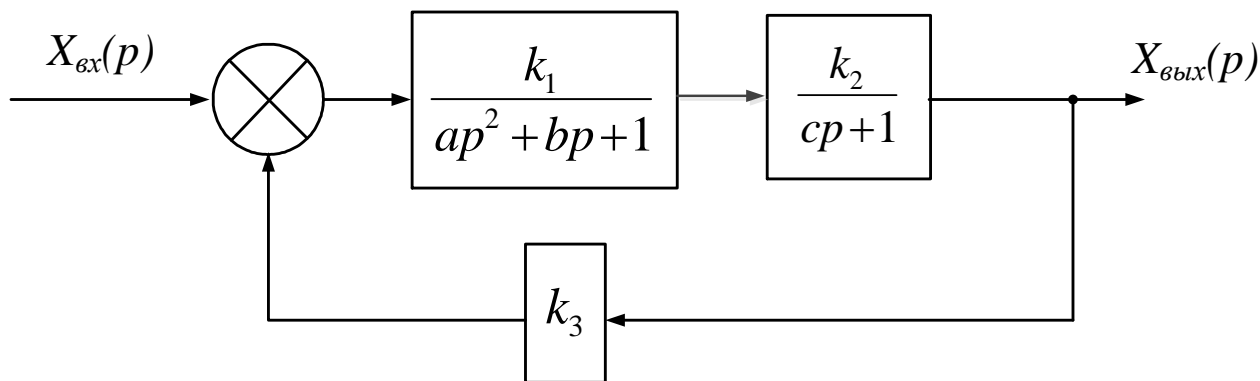 Xвх(p)
k₁
ap² + bp + 1
k₂
cp + 1
Xвых(p)
k₃